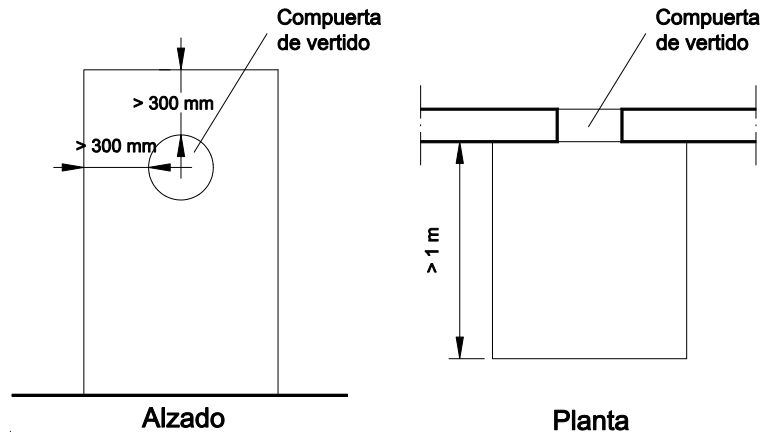 Compuerta
de vertido
> 300 mm
> 300 mm
Alzado
Compuerta
de vertido
> 1 m
Planta